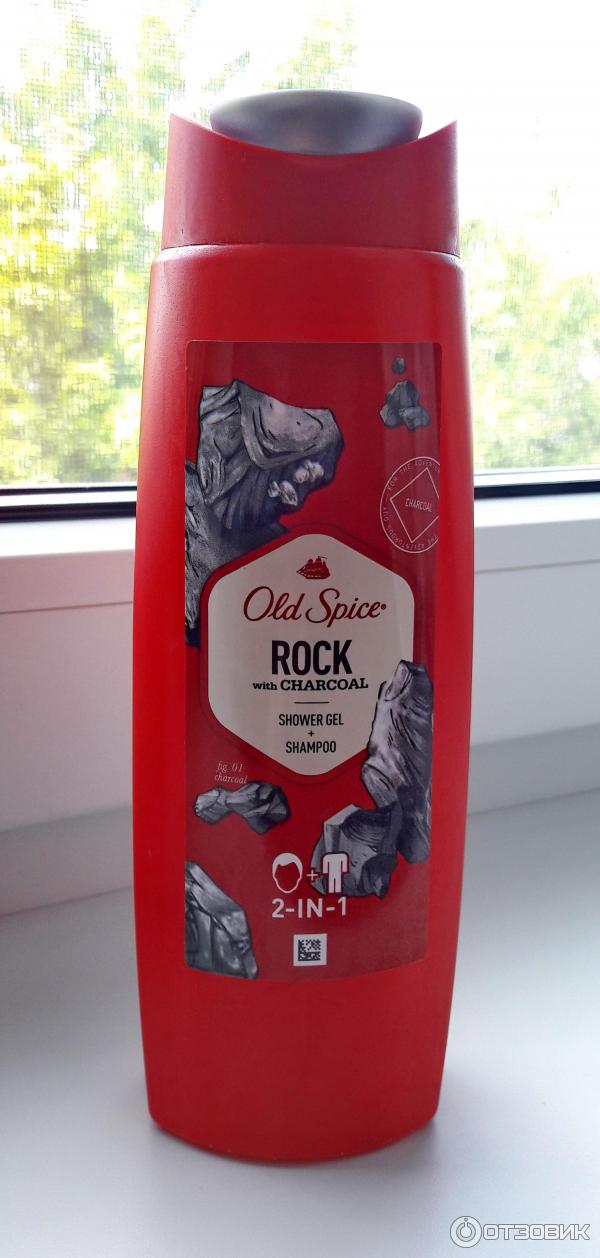 CHARCOAL
Old Spice®
ROCK
with CHARCOAL
SHOWER GEL
+
SHAMPOO
fig. 01
charcoal
+
2-IN-1
ОТЗОВИК